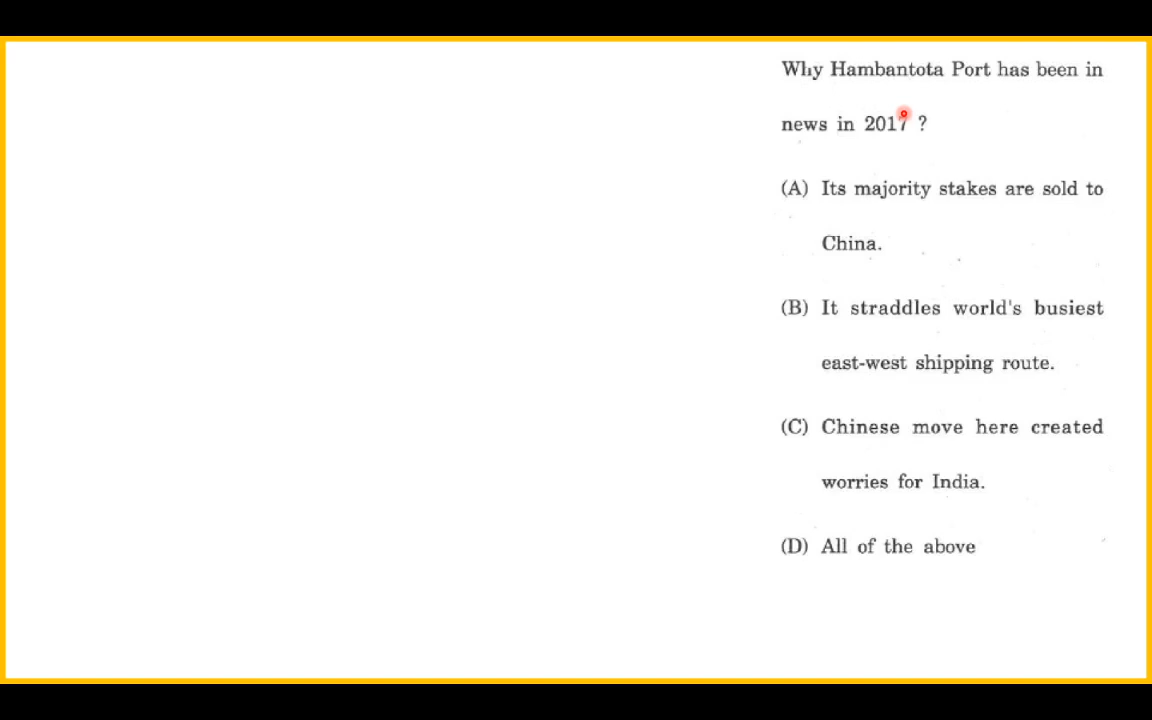 Why Hambantota Port has been in
news in 2017 ?
(A) Its majority stakes are sold to
China.
(B) It straddles world's busiest
east-west shipping route.
(C) Chinese move here created
worries for India.
(D) All of the above